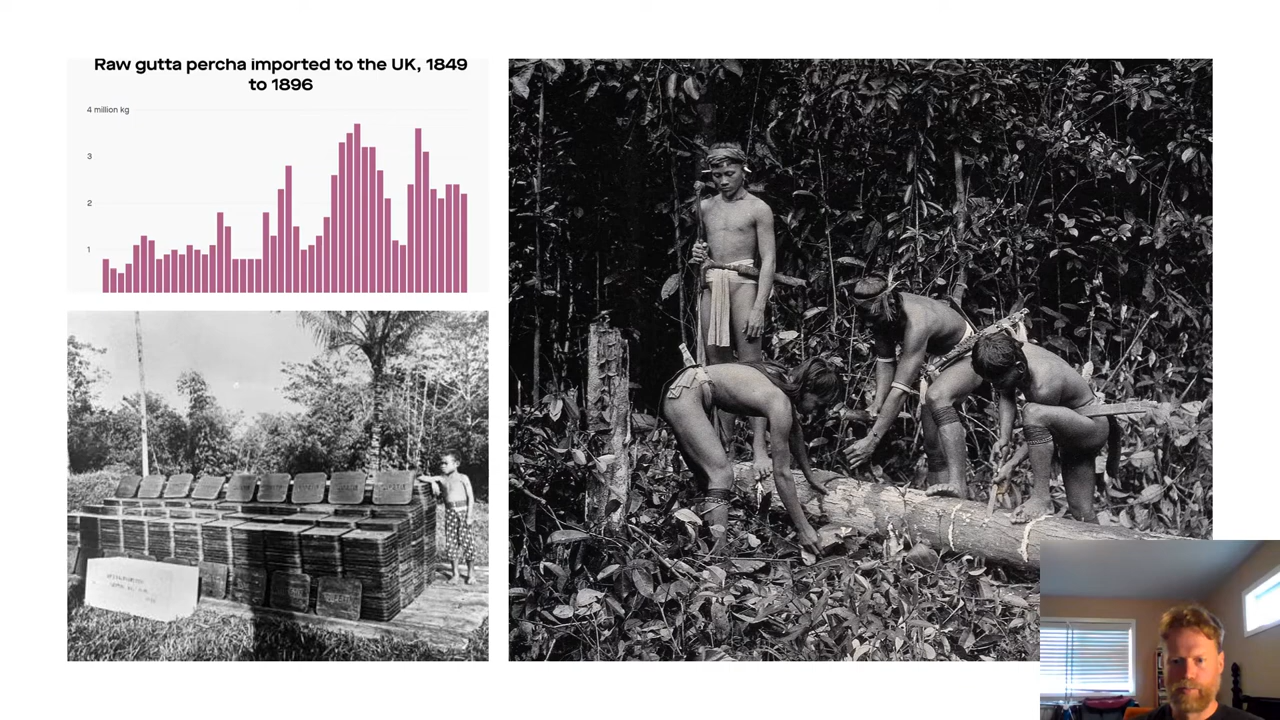 Raw gutta percha imported to the UK, 1849
to 1896
4 million kg
3
2
1